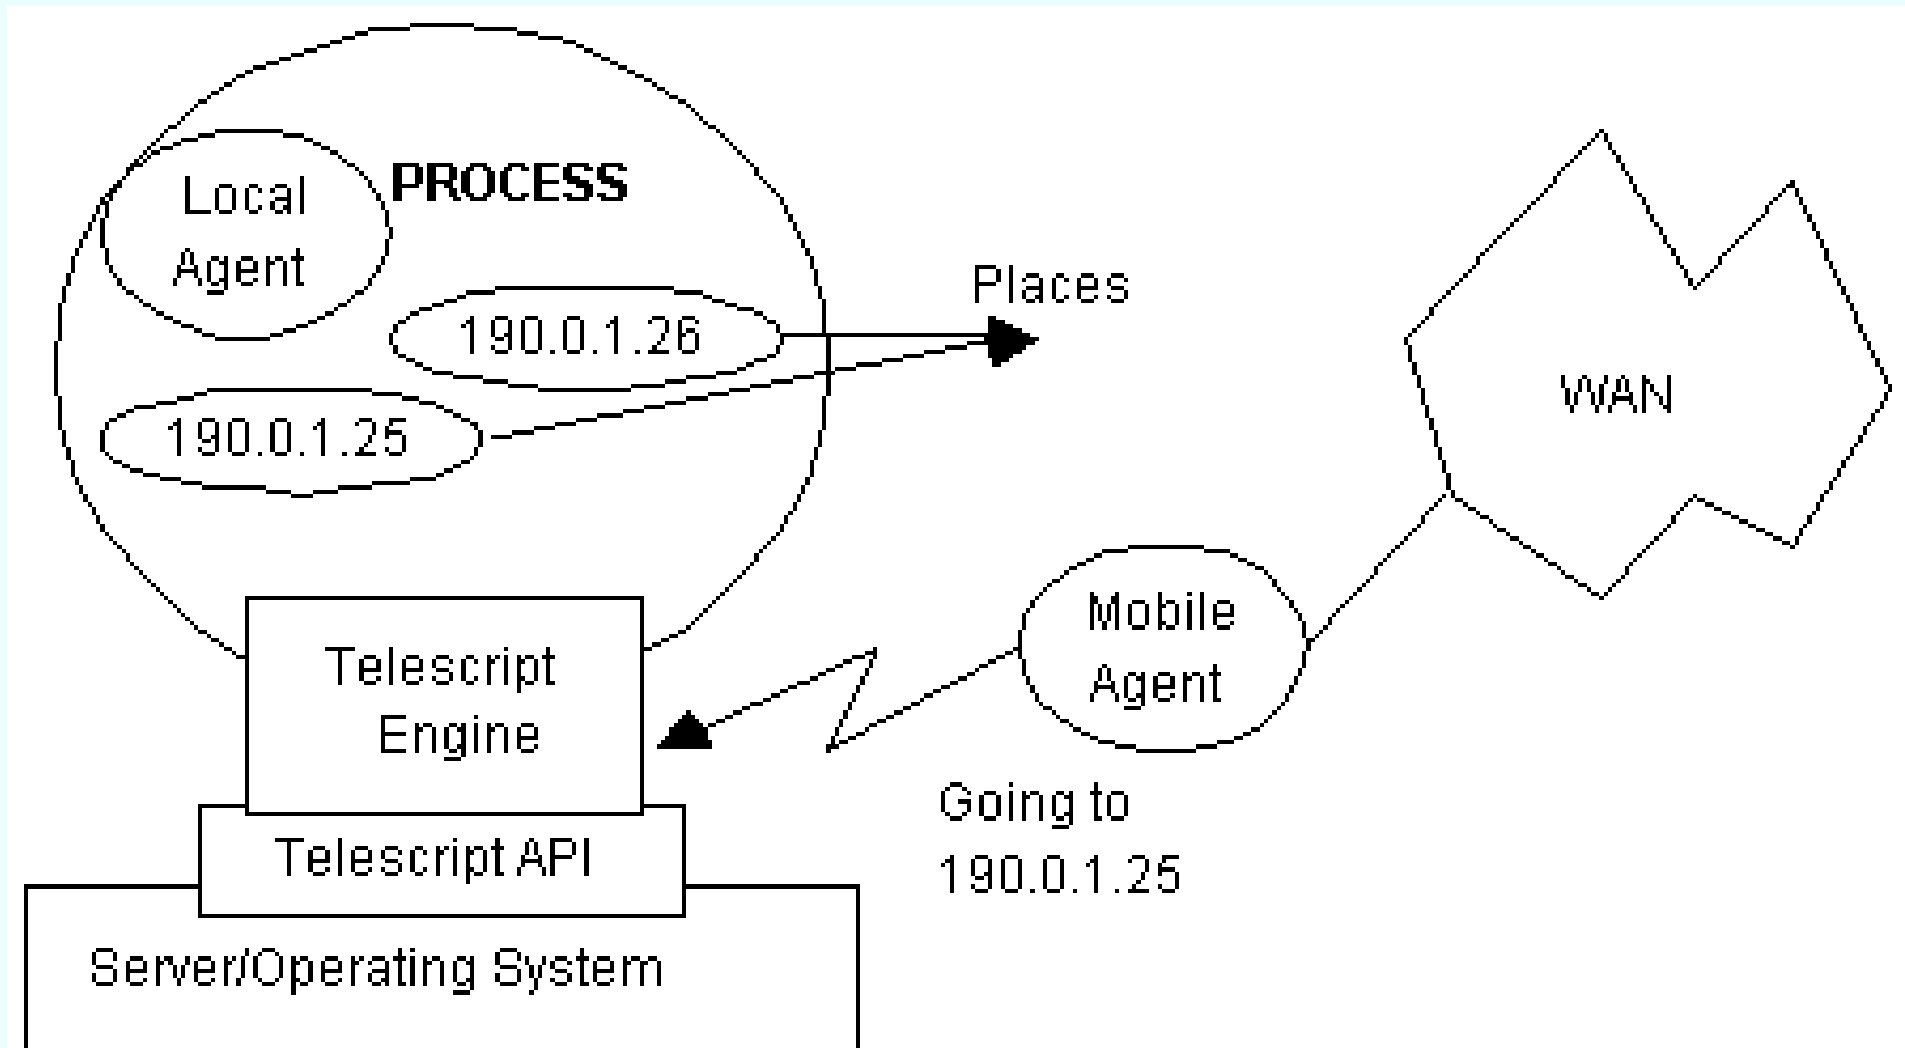 Local
Agent
PROCESS
190.0.1.26
190.0.1.25
Places
WAN
Mobile
Agent
Going to
190.0.1.25
Telescript
Engine
Telescript API
Server/Operating System